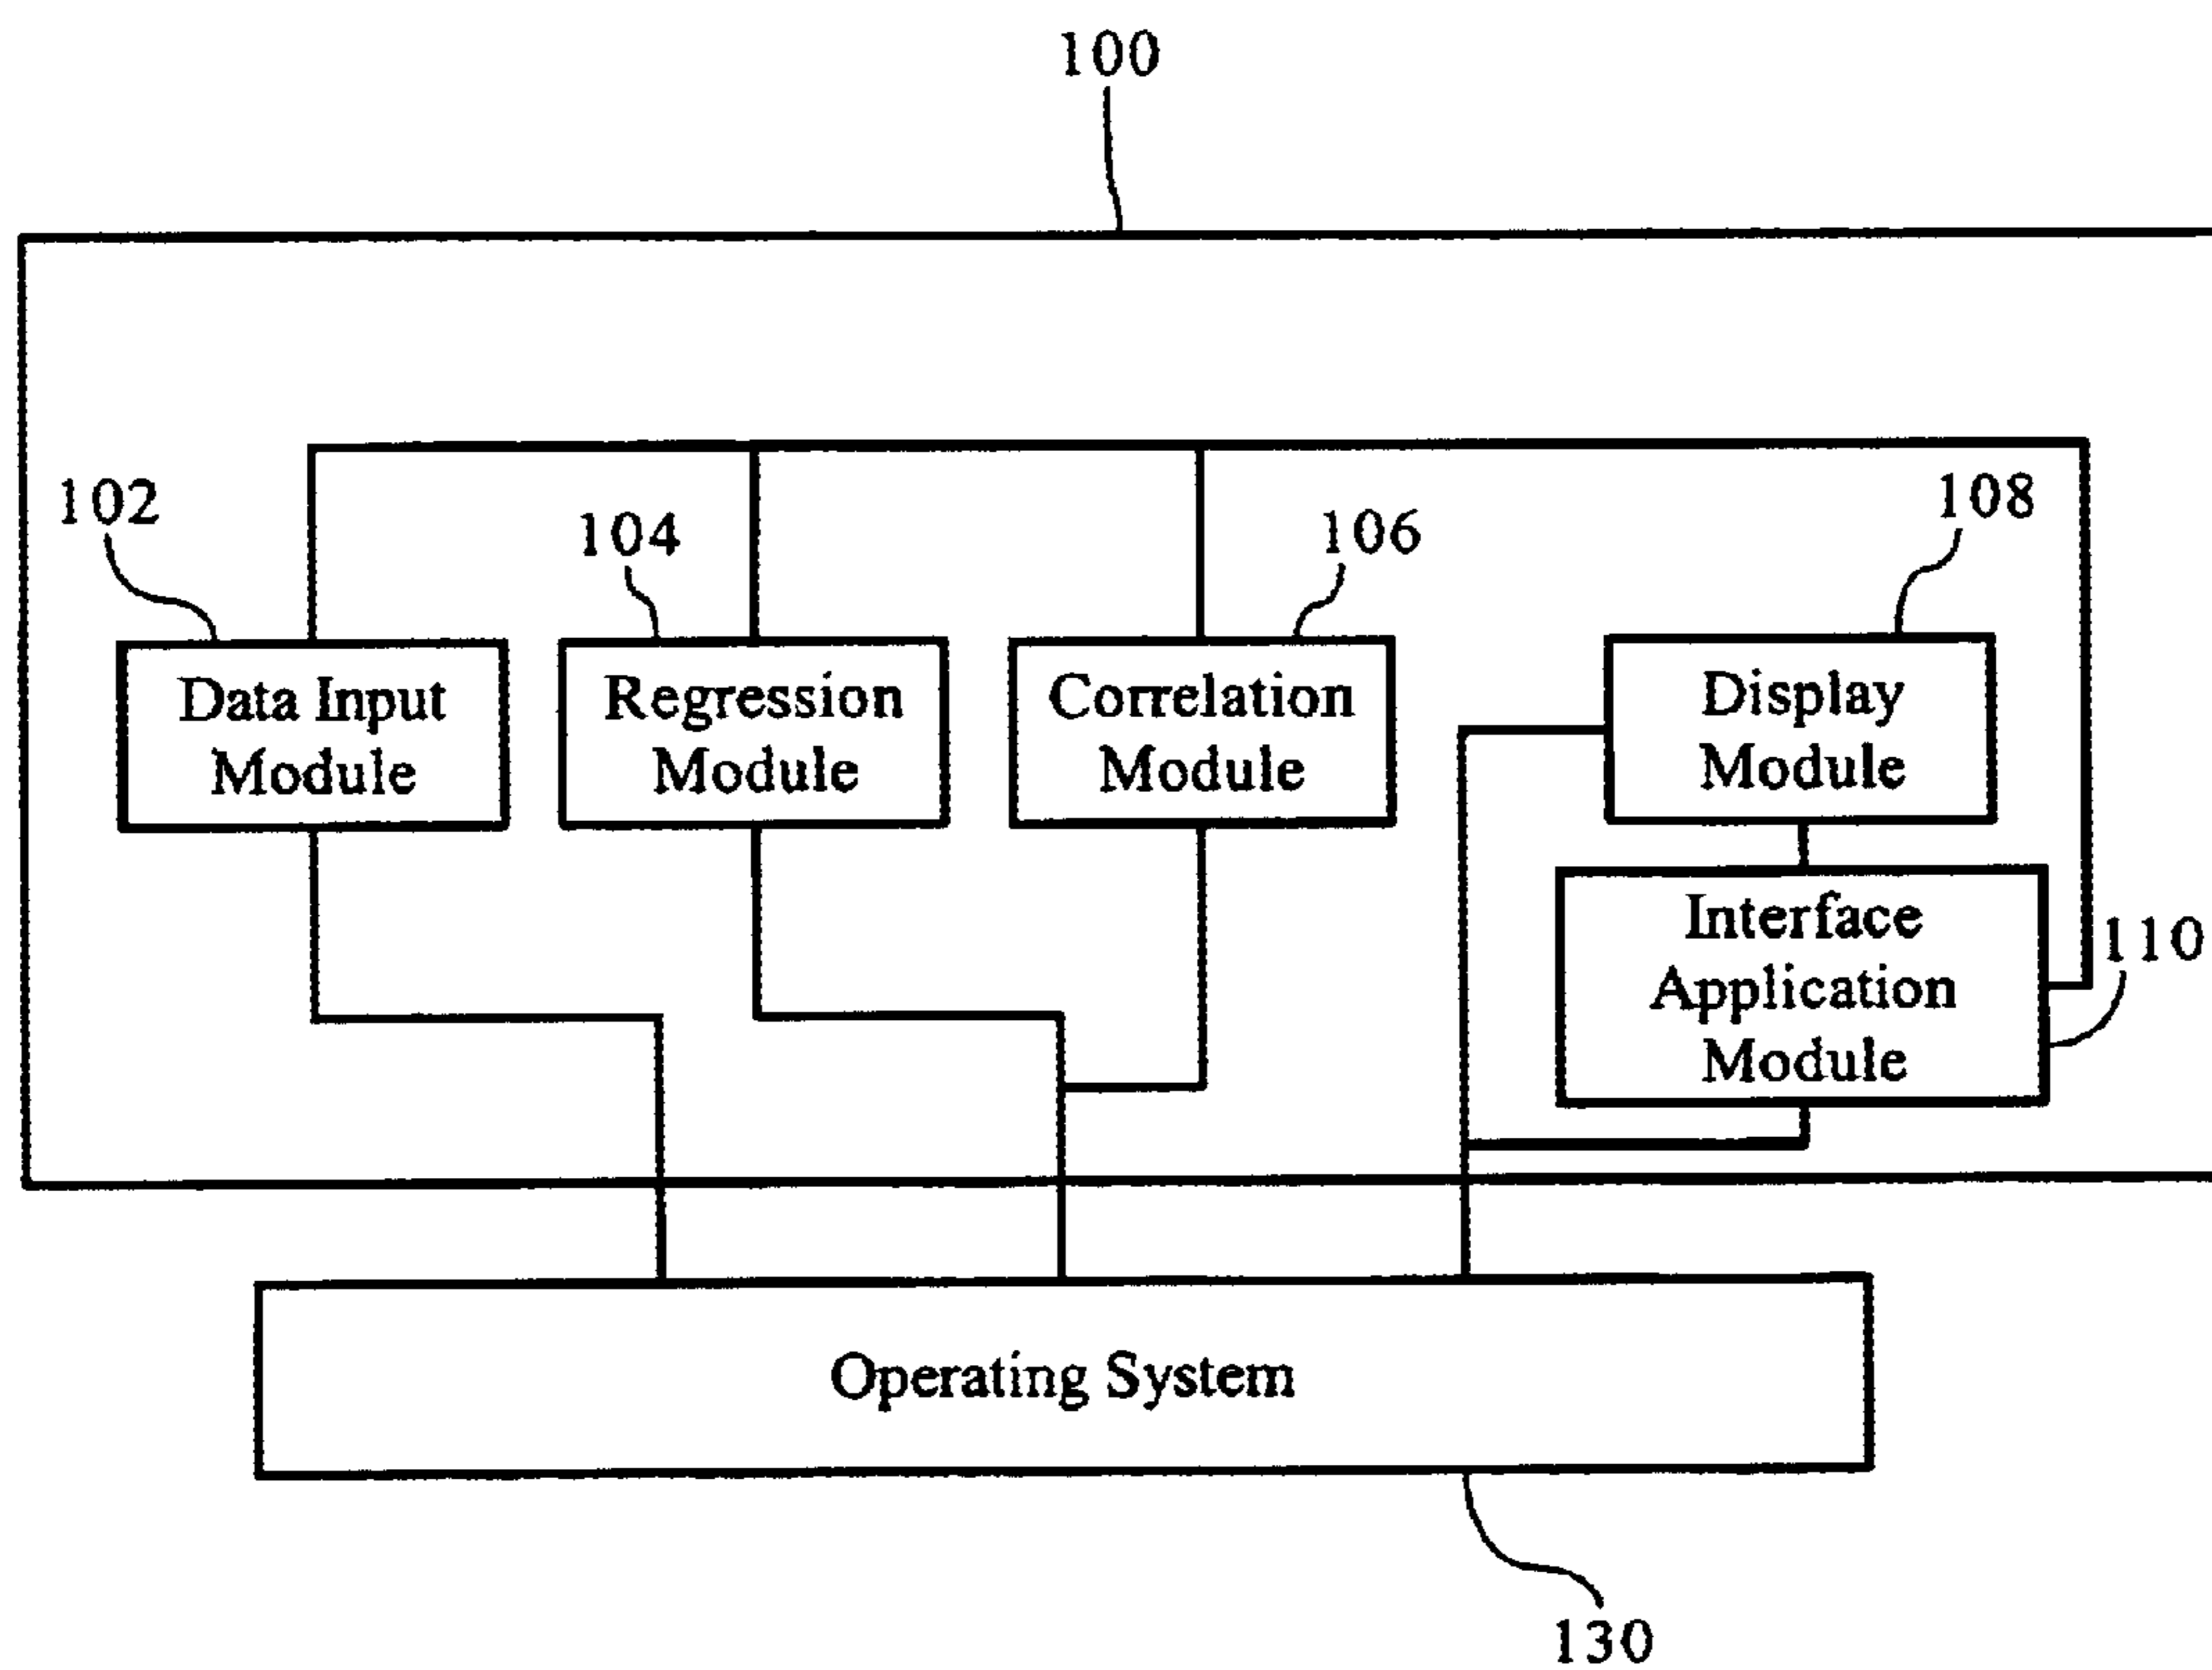 100
102
104
106
108
Data Input
Module
Regression
Module
Correlation
Module
Display
Module
Interface
Application
Module
110
Operating System
130